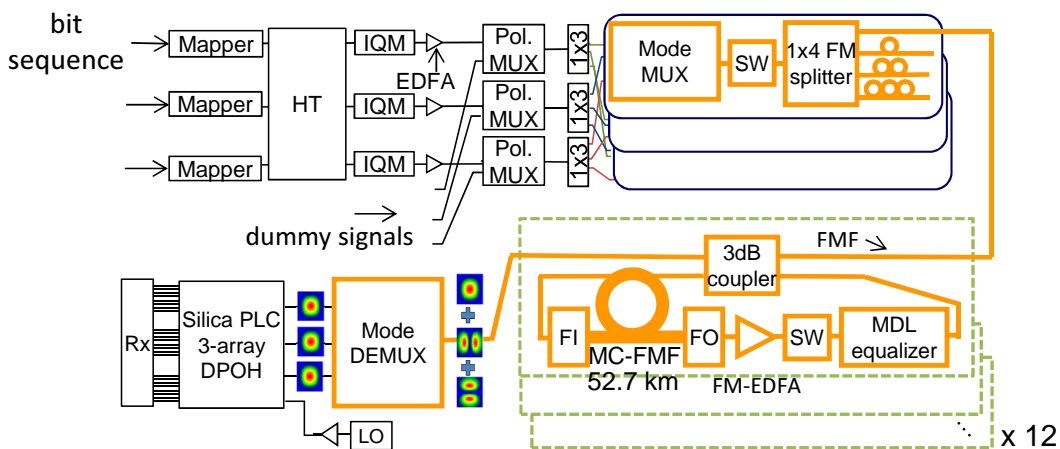 bit
sequence
Mapper
Mapper
Mapper
HT
IQM
IQM
IQM
EDFA
Pol.
MUX
Pol.
MUX
Pol.
MUX
1x3
1x3
1x3
Mode
MUX
SW
1x4 FM
splitter
dummy signals
FMF
3dB
coupler
FI
MC-FMF
52.7 km
FO
FM-EDFA
SW
MDL
equalizer
x 12
Rx
Silica PLC
3-array
DPOH
Mode
DEMUX
LO